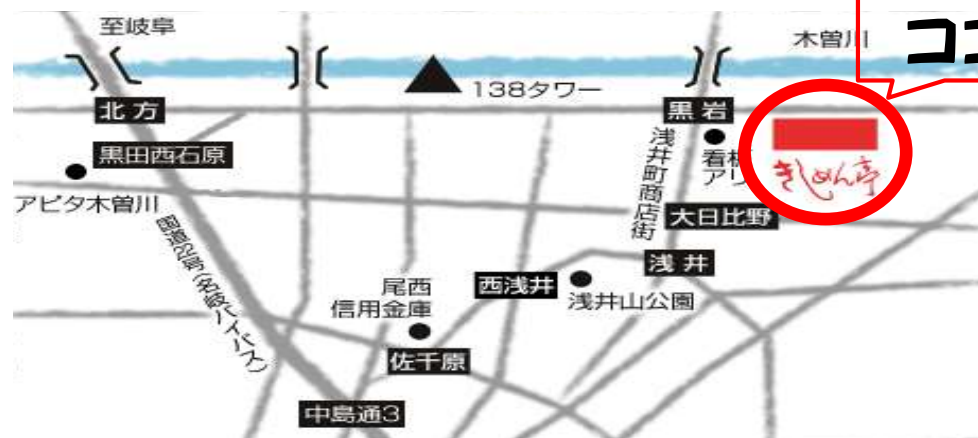 至岐阜
木曽川
138タワー
北方
黒岩
黒田西石原
看板
アリ
きしめん亭
浅井町商店街
アピタ木曽川
大日比野
国道22号(名岐バイパス)
浅井
西浅井
浅井山公園
尾西
信用金庫
佐千原
中島通3